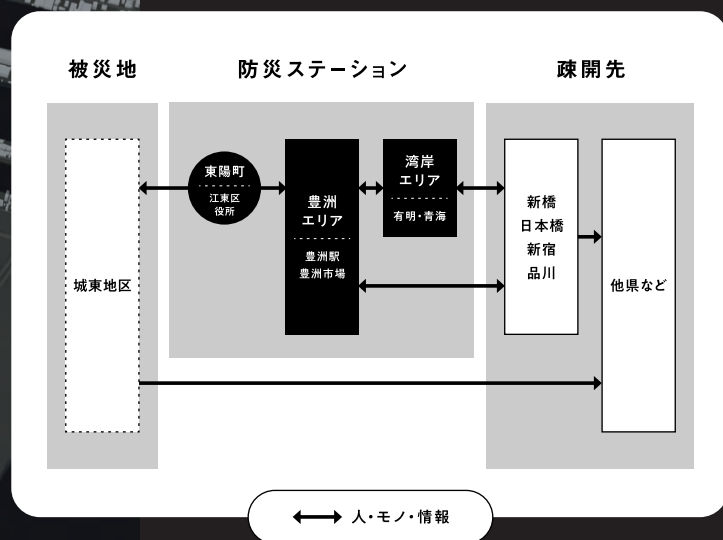 被災地
防災ステーション
疎開先
城東地区
東陽町
江東区
役所
豊洲
エリア
豊洲駅
豊洲市場
湾岸
エリア
有明・青海
新橋
日本橋
新宿
品川
他県など
人・モノ・情報